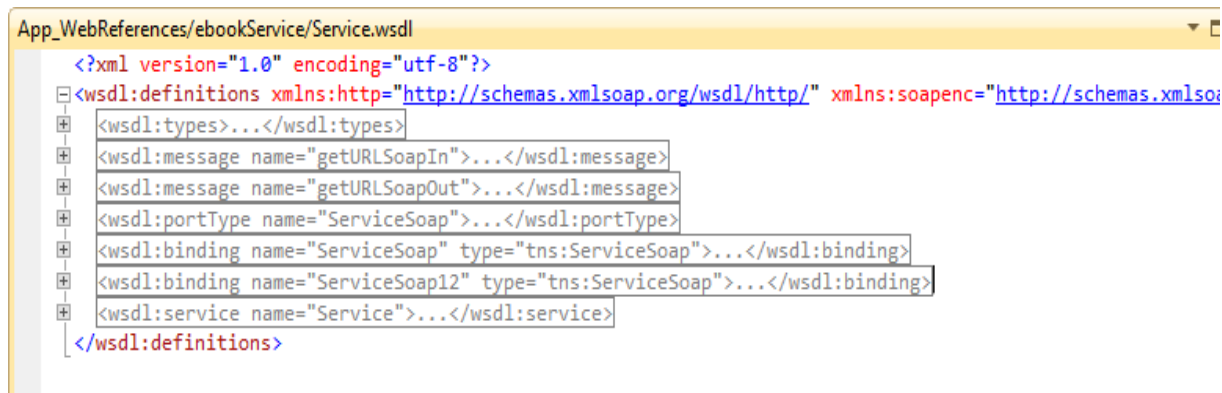 App_WebReferences/ebookService/Service.wsdl
<?xml version="1.0" encoding="utf-8"?>
<wsdl:definitions xmlns:http="http://schemas.xmlsoap.org/wsdl/http/" xmlns:soapenc="http://schemas.xmlsoa
<wsdl:types>...</wsdl:types>
<wsdl:message name="getURLSoapIn">...</wsdl:message>
<wsdl:message name="getURLSoapOut">...</wsdl:message>
<wsdl:portType name="ServiceSoap">...</wsdl:portType>
<wsdl:binding name="ServiceSoap" type="tns:ServiceSoap">...</wsdl:binding>
<wsdl:binding name="ServiceSoap12" type="tns:ServiceSoap">...</wsdl:binding>
<wsdl:service name="Service">...</wsdl:service>
</wsdl:definitions>